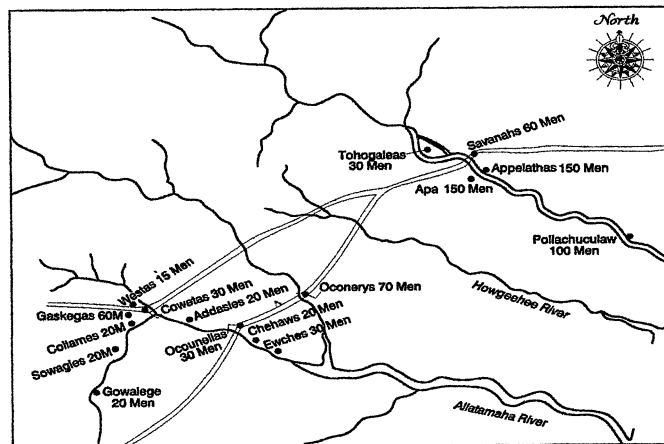 North
Savanahs 60 Men
Tohogaleas
30 Men
Appelathas 150 Men
Apa 150 Men
Pollachuculaw
100 Men
Westas 15 Men
Cowetas 30 Men
Addasles 20 Men
Oconerys 70 Men
Howgechee River
Gaskegas 60M
Chehaws 20 Men
Collames 20M
Ocounellas
30 Men
Ewches 30 Men
Sowagles 20M
Gowalege
20 Men
Allatamaha River